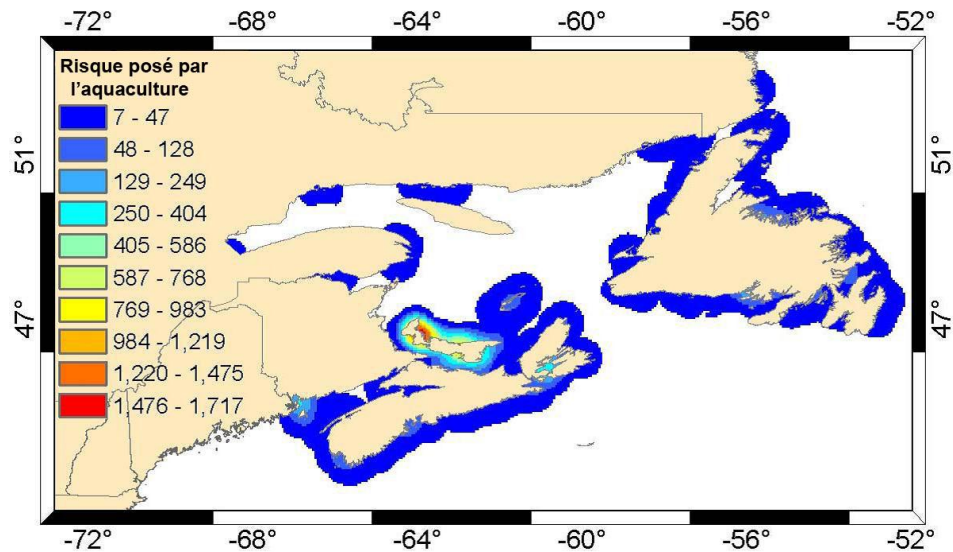 -72° -68° -64° -60° -56° -52°
Risque posé par
l'aquaculture
7 - 47
48 - 128
129 - 249
250 - 404
405 - 586
587 - 768
769 - 983
984 - 1,219
1,220 - 1,475
1,476 - 1,717
51° 51°
47° 47°
-72° -68° -64° -60° -56° -52°